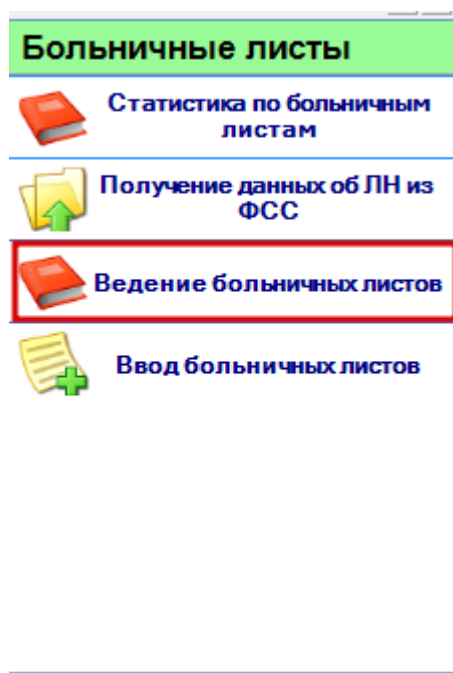 Больничные листы
Статистика по больничным
листам
Получение данных об ЛН из
ФСС
Ведение больничных листов
Ввод больничных листов